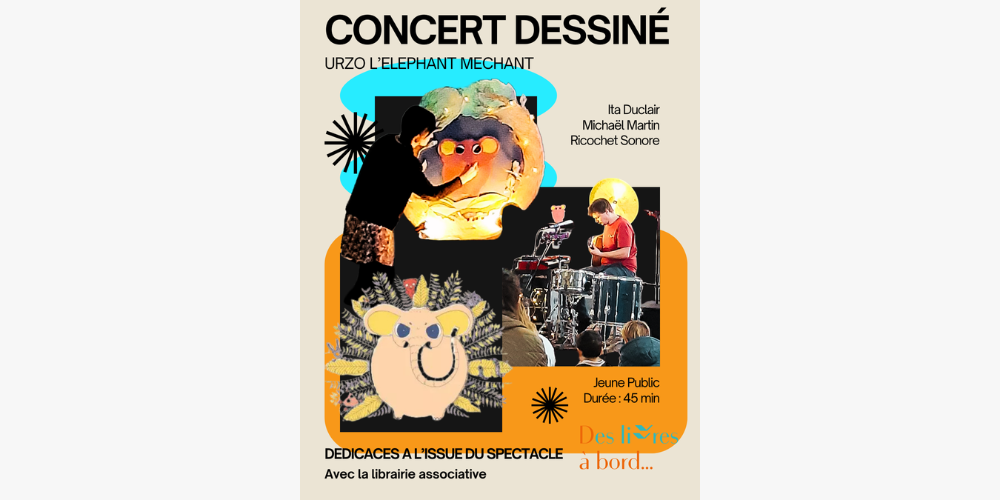 CONCERT DESSINÉ
URZO L'ELEPHANT MECHANT
Ita Duclair
Michaël Martin
Ricochet Sonore
Jeune Public
Durée : 45 min
Des livres
à bord...
DEDICACES A L'ISSUE DU SPECTACLE
Avec la librairie associative